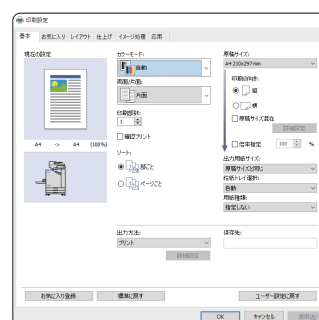 印刷設定
基本 お気に入り レイアウト 仕上げ イメージ処理 応用
現在の設定
A4 -> A4 (100%)
カラーモード:
自動
両面/片面:
片面
印刷部数:
1
確認プリント
ソート:
部ごと
ページごと
原稿サイズ:
A4 210x297 mm
印刷の向き:
縦
横
原稿サイズ混在
詳細設定
倍率指定 100 %
出力用紙サイズ:
原稿サイズと同じ
給紙トレイ選択:
自動
用紙種類:
指定しない
出力方法:
プリント
詳細設定
保存先:
お気に入り登録 標準に戻す ユーザー設定に戻す
OK キャンセル 適用(A)